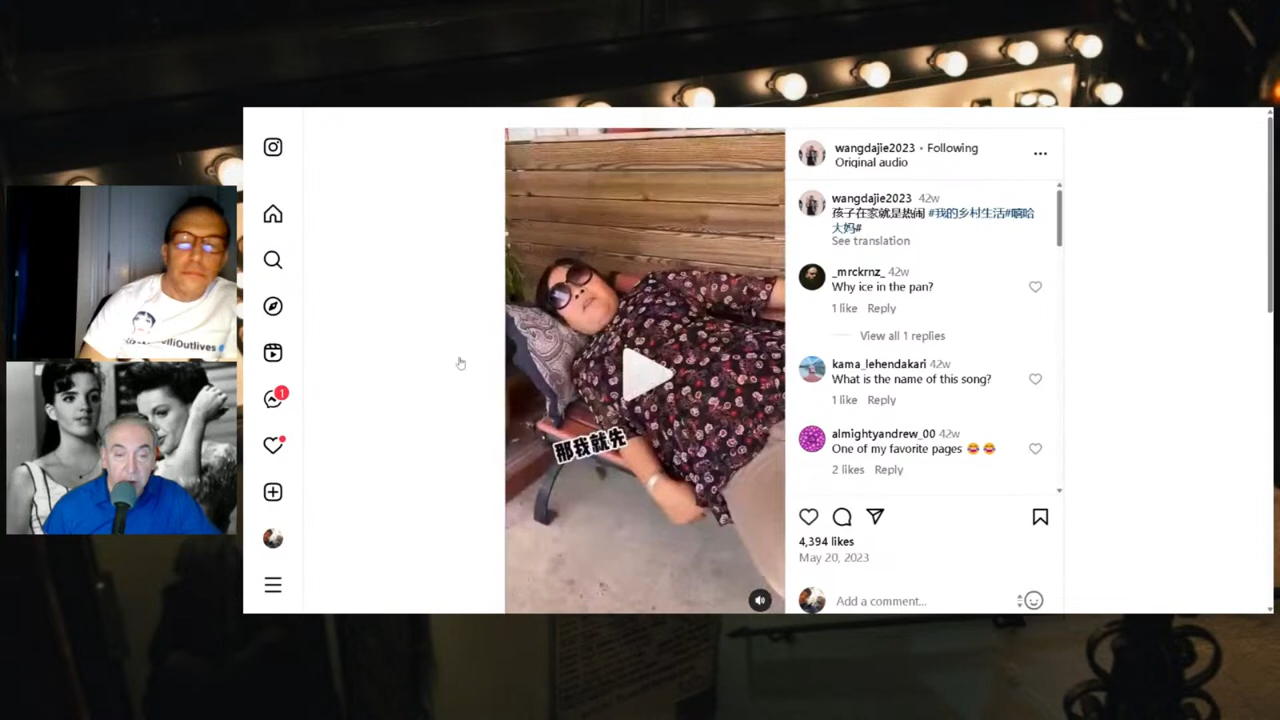 wangdajie2023 • Following
Original audio
wangdajie2023 42w
孩子在家就是热闹 #我的乡村生活#嘻哈
大妈#
See translation
_mrckrnz_ 42w
Why ice in the pan?
1 like Reply
View all 1 replies
kama_lehendakari 42w
What is the name of this song?
1 like Reply
almightyandrew_00 42w
One of my favorite pages 😂 😂
2 likes Reply
4,394 likes
May 20, 2023
Add a comment...
1
那我就先
lliOutlives